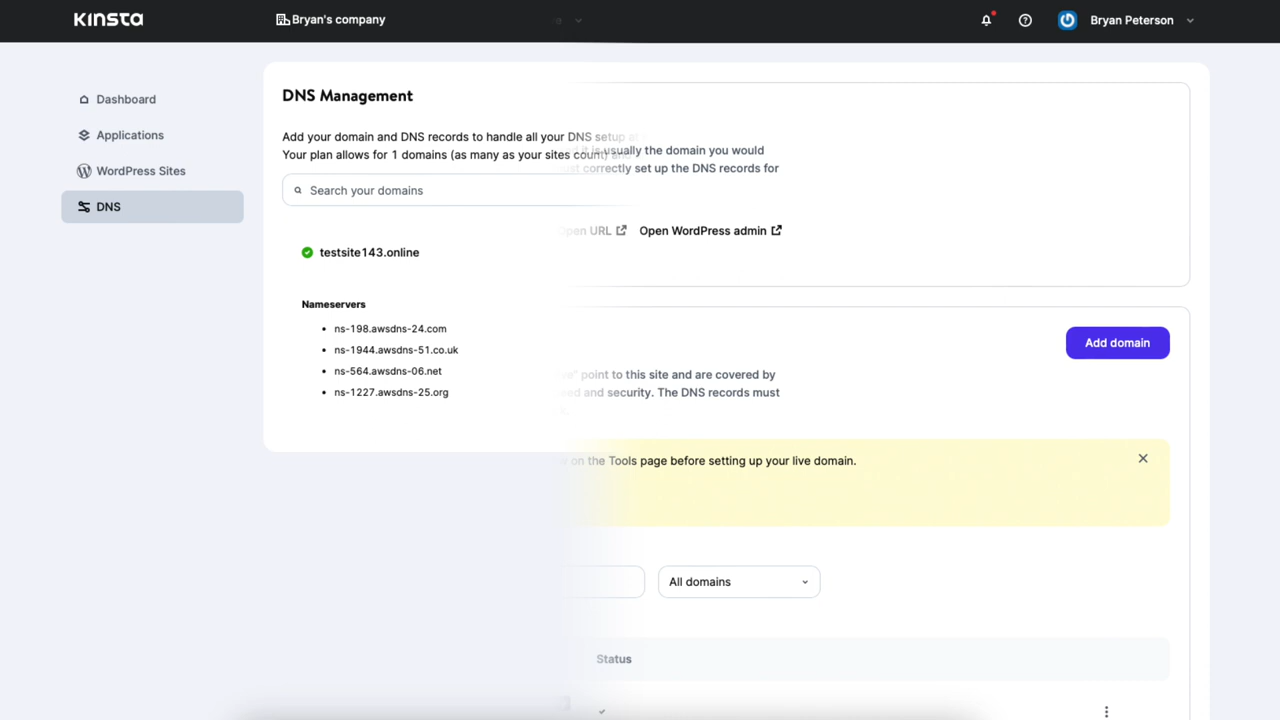 KINSTA
Bryan's company
Bryan Peterson
Dashboard
Applications
WordPress Sites
DNS
DNS Management
Add your domain and DNS records to handle all your DNS setup
Your plan allows for 1 domains (as many as your sites count)
Search your domains
testsite143.online
Nameservers
ns-198.awsdns-24.com
ns-1944.awsdns-51.co.uk
ns-564.awsdns-06.net
ns-1227.awsdns-25.org
it is usually the domain you would
correctly set up the DNS records for
Open URL
Open WordPress admin
Add domain
point to this site and are covered by
and security. The DNS records must
on the Tools page before setting up your live domain.
All domains
Status